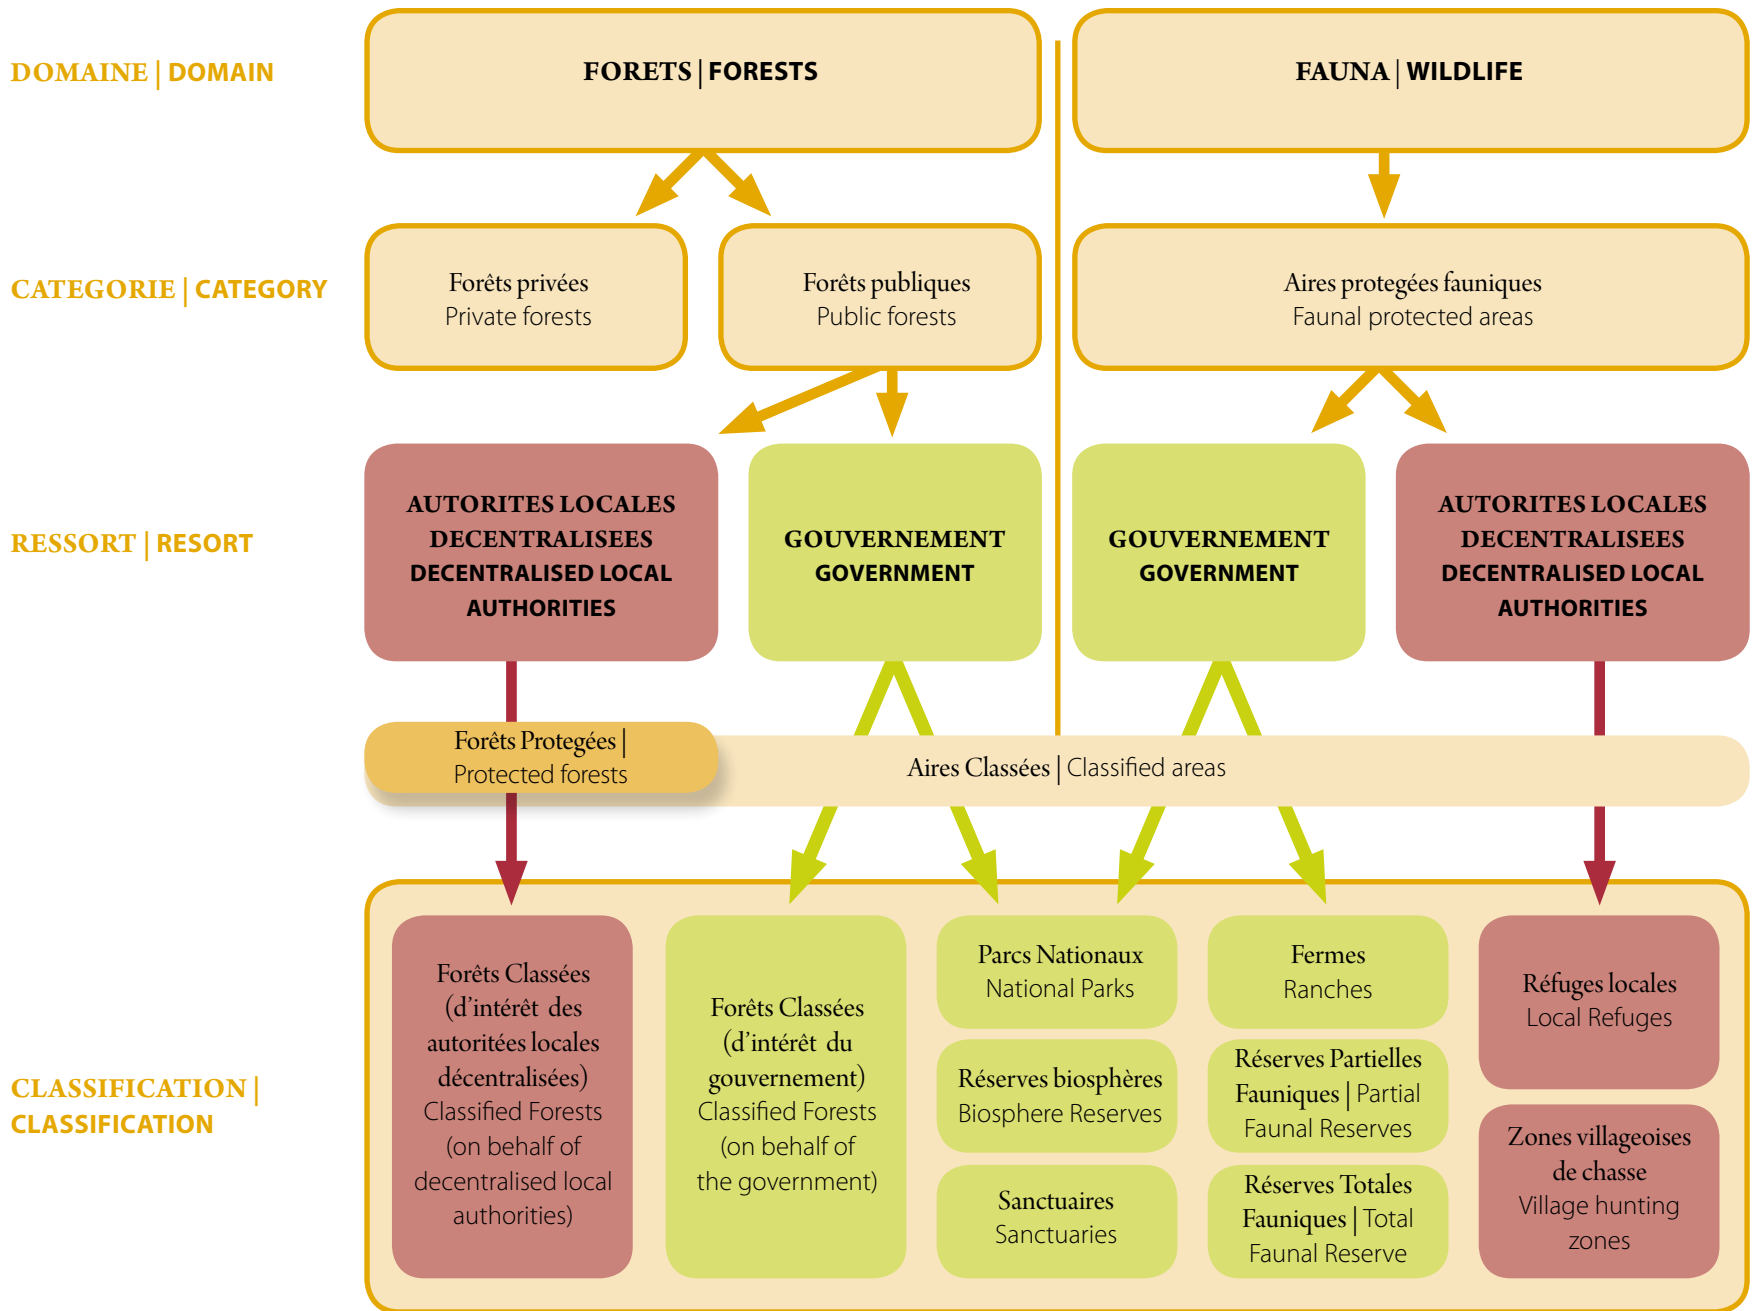 DOMAINE | DOMAIN
FORETS | FORESTS
FAUNA | WILDLIFE
CATEGORIE | CATEGORY
Forêts privées
Private forests
Forêts publiques
Public forests
Aires protegées fauniques
Faunal protected areas
RESSORT | RESORT
AUTORITES LOCALES
DECENTRALISEES
DECENTRALISED LOCAL
AUTHORITIES
GOUVERNEMENT
GOVERNMENT
GOUVERNEMENT
GOVERNMENT
AUTORITES LOCALES
DECENTRALISEES
DECENTRALISED LOCAL
AUTHORITIES
Forêts Protegées |
Protected forests
Aires Classées | Classified areas
CLASSIFICATION |
CLASSIFICATION
Forêts Classées
(d'intérêt des
autoritées locales
décentralisées)
Classified Forests
(on behalf of
decentralised local
authorities)
Forêts Classées
(d'intérêt du
gouvernement)
Classified Forests
(on behalf of
the government)
Parcs Nationaux
National Parks
Réserves biosphères
Biosphere Reserves
Sanctuaires
Sanctuaries
Fermes
Ranches
Réserves Partielles
Fauniques | Partial
Faunal Reserves
Réserves Totales
Fauniques | Total
Faunal Reserve
Réfuges locales
Local Refuges
Zones villageoises
de chasse
Village hunting
zones